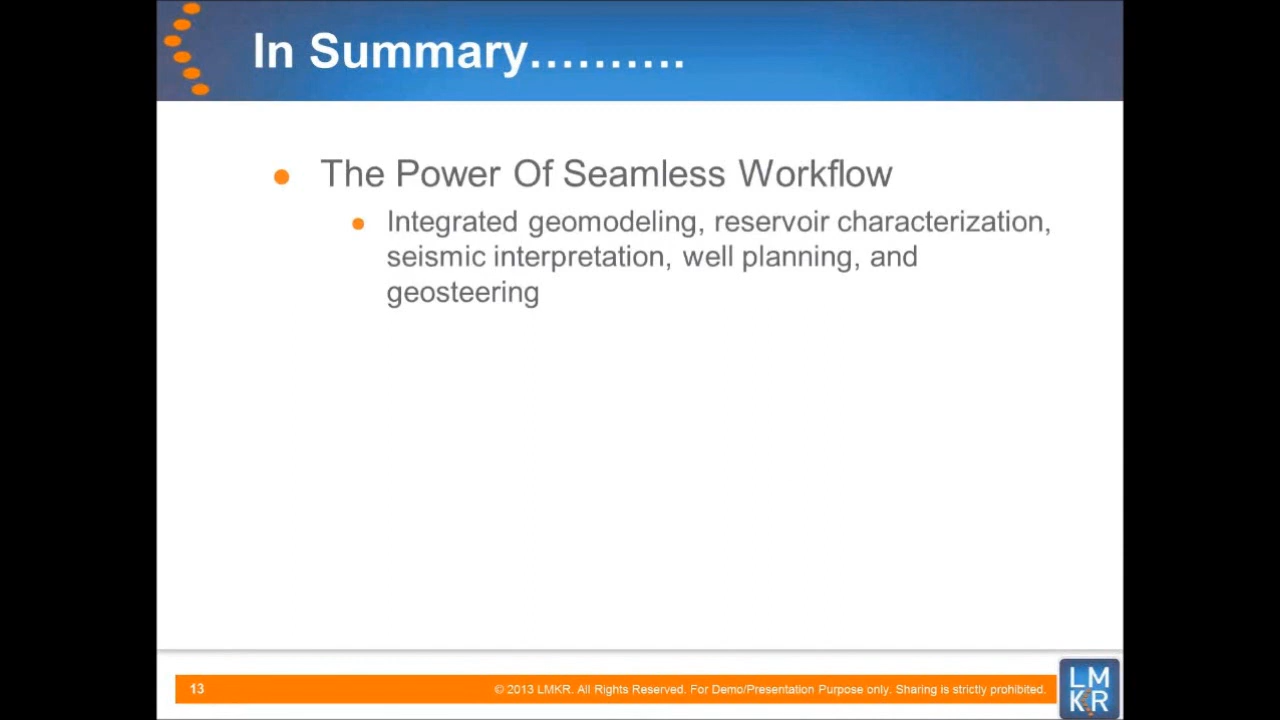 In Summary……….
The Power Of Seamless Workflow
Integrated geomodeling, reservoir characterization,
seismic interpretation, well planning, and
geosteering
13
© 2013 LMKR. All Rights Reserved. For Demo/Presentation Purpose only. Sharing is strictly prohibited.
LM
KR